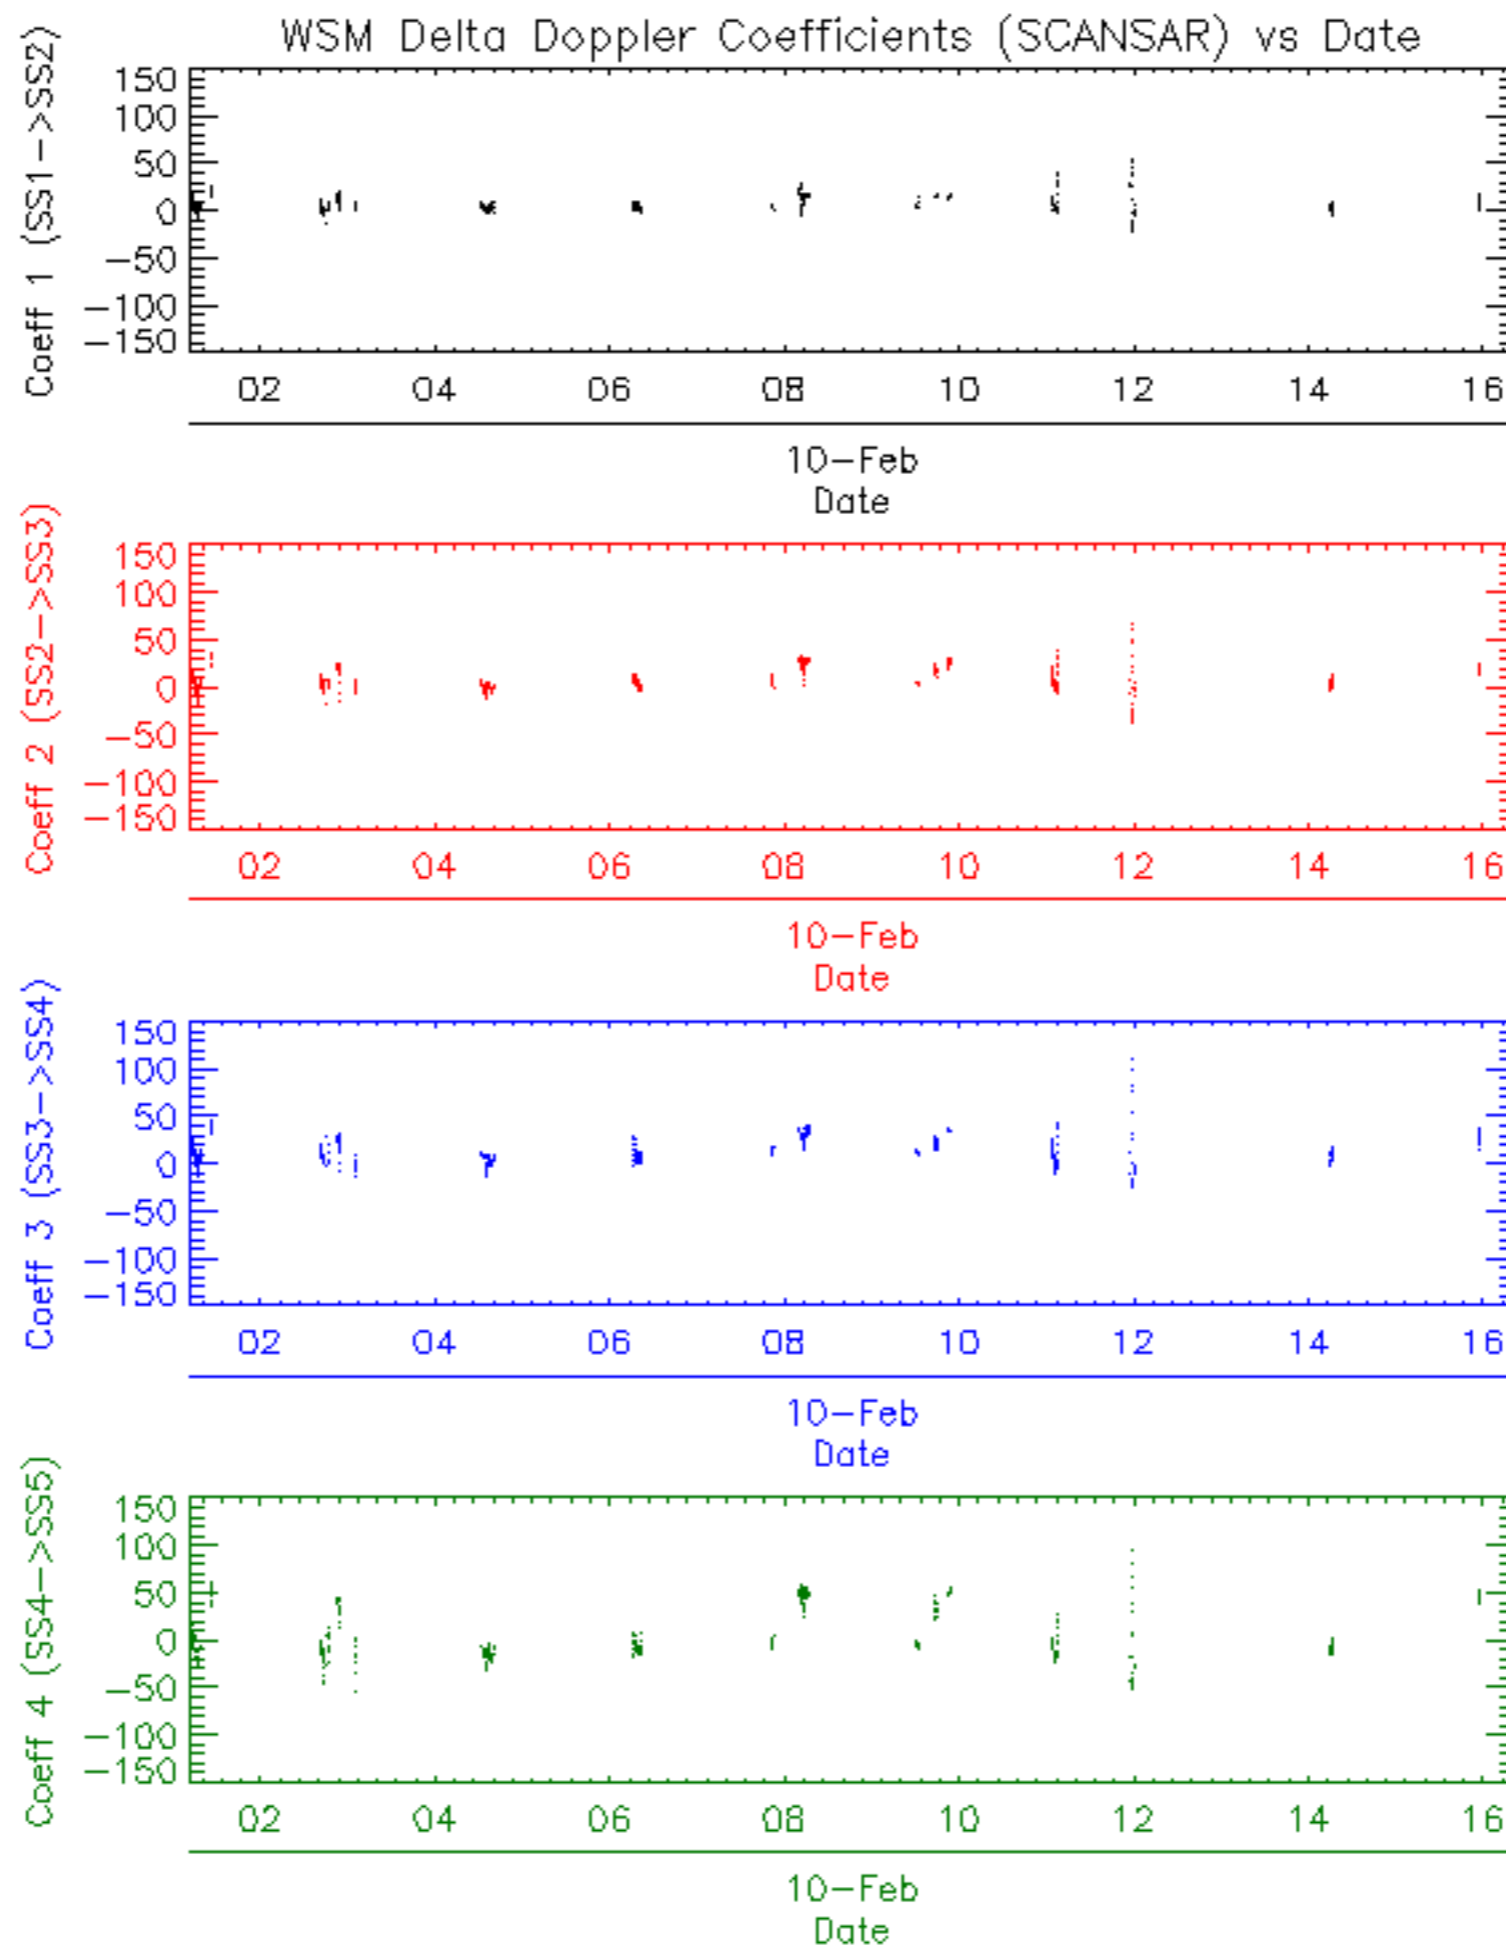 WSM Delta Doppler Coefficients (SCANSAR) vs Date
Coeff 1 (SS1->SS2)
150
100
50
0
-50
-100
-150
02 04 06 08 10 12 14 16
10-Feb
Date
Coeff 2 (SS2->SS3)
150
100
50
0
-50
-100
-150
02 04 06 08 10 12 14 16
10-Feb
Date
Coeff 3 (SS3->SS4)
150
100
50
0
-50
-100
-150
02 04 06 08 10 12 14 16
10-Feb
Date
Coeff 4 (SS4->SS5)
150
100
50
0
-50
-100
-150
02 04 06 08 10 12 14 16
10-Feb
Date